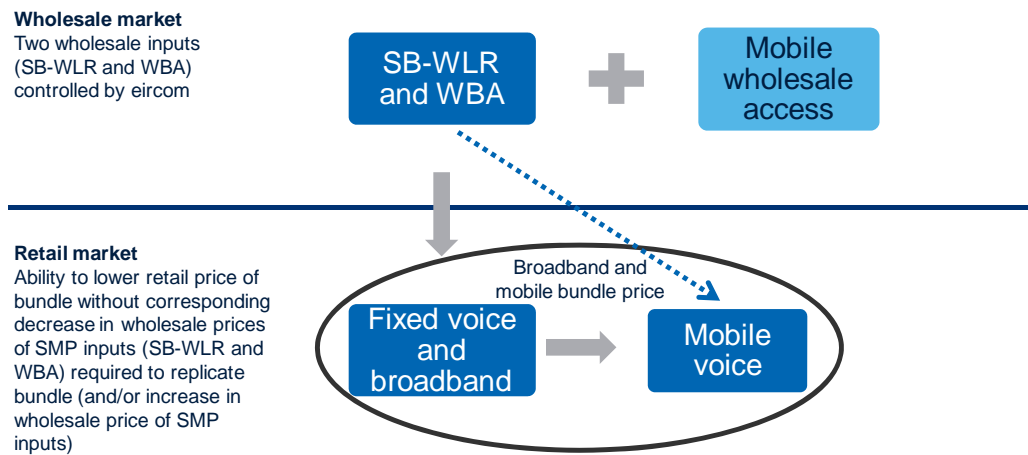 Wholesale market
Two wholesale inputs
(SB-WLR and WBA)
controlled by eircom
SB-WLR
and WBA
Mobile
wholesale
access
Retail market
Ability to lower retail price of
bundle without corresponding
decrease in wholesale prices
of SMP inputs (SB-WLR and
WBA) required to replicate
bundle (and/or increase in
wholesale price of SMP
inputs)
Broadband and
mobile bundle price
Fixed voice
and
broadband
Mobile
voice